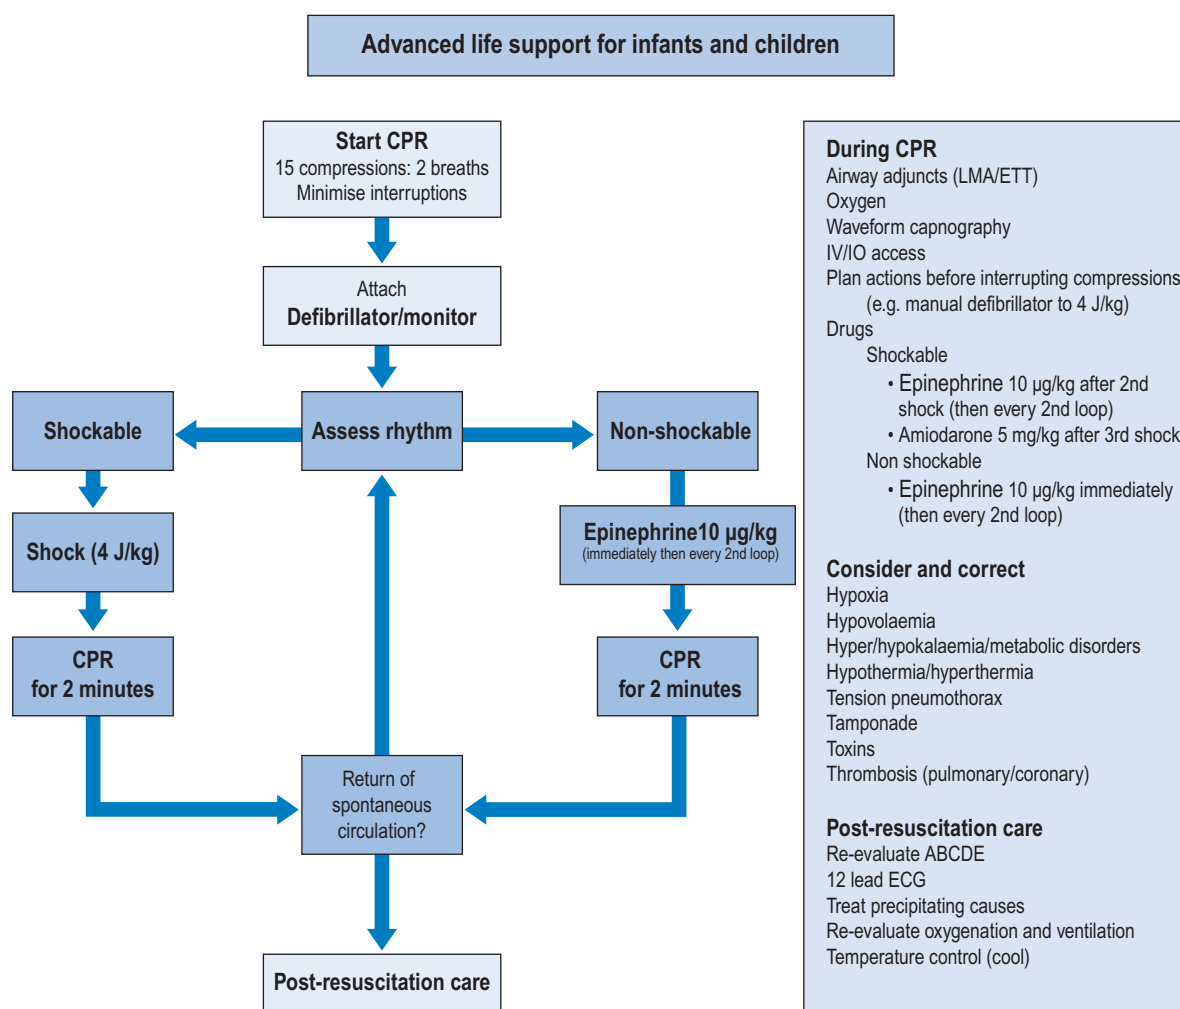 Advanced life support for infants and children
Start CPR
15 compressions: 2 breaths
Minimise interruptions
Attach
Defibrillator/monitor
Shockable
Assess rhythm
Non-shockable
Shock (4 J/kg)
Epinephrine10 µg/kg
(immediately then every 2nd loop)
CPR
for 2 minutes
CPR
for 2 minutes
Return of
spontaneous
circulation?
Post-resuscitation care
During CPR
Airway adjuncts (LMA/ETT)
Oxygen
Waveform capnography
IV/IO access
Plan actions before interrupting compressions
(e.g. manual defibrillator to 4 J/kg)
Drugs
Shockable
• Epinephrine 10 µg/kg after 2nd
shock (then every 2nd loop)
• Amiodarone 5 mg/kg after 3rd shock
Non shockable
• Epinephrine 10 µg/kg immediately
(then every 2nd loop)
Consider and correct
Hypoxia
Hypovolaemia
Hyper/hypokalaemia/metabolic disorders
Hypothermia/hyperthermia
Tension pneumothorax
Tamponade
Toxins
Thrombosis (pulmonary/coronary)
Post-resuscitation care
Re-evaluate ABCDE
12 lead ECG
Treat precipitating causes
Re-evaluate oxygenation and ventilation
Temperature control (cool)